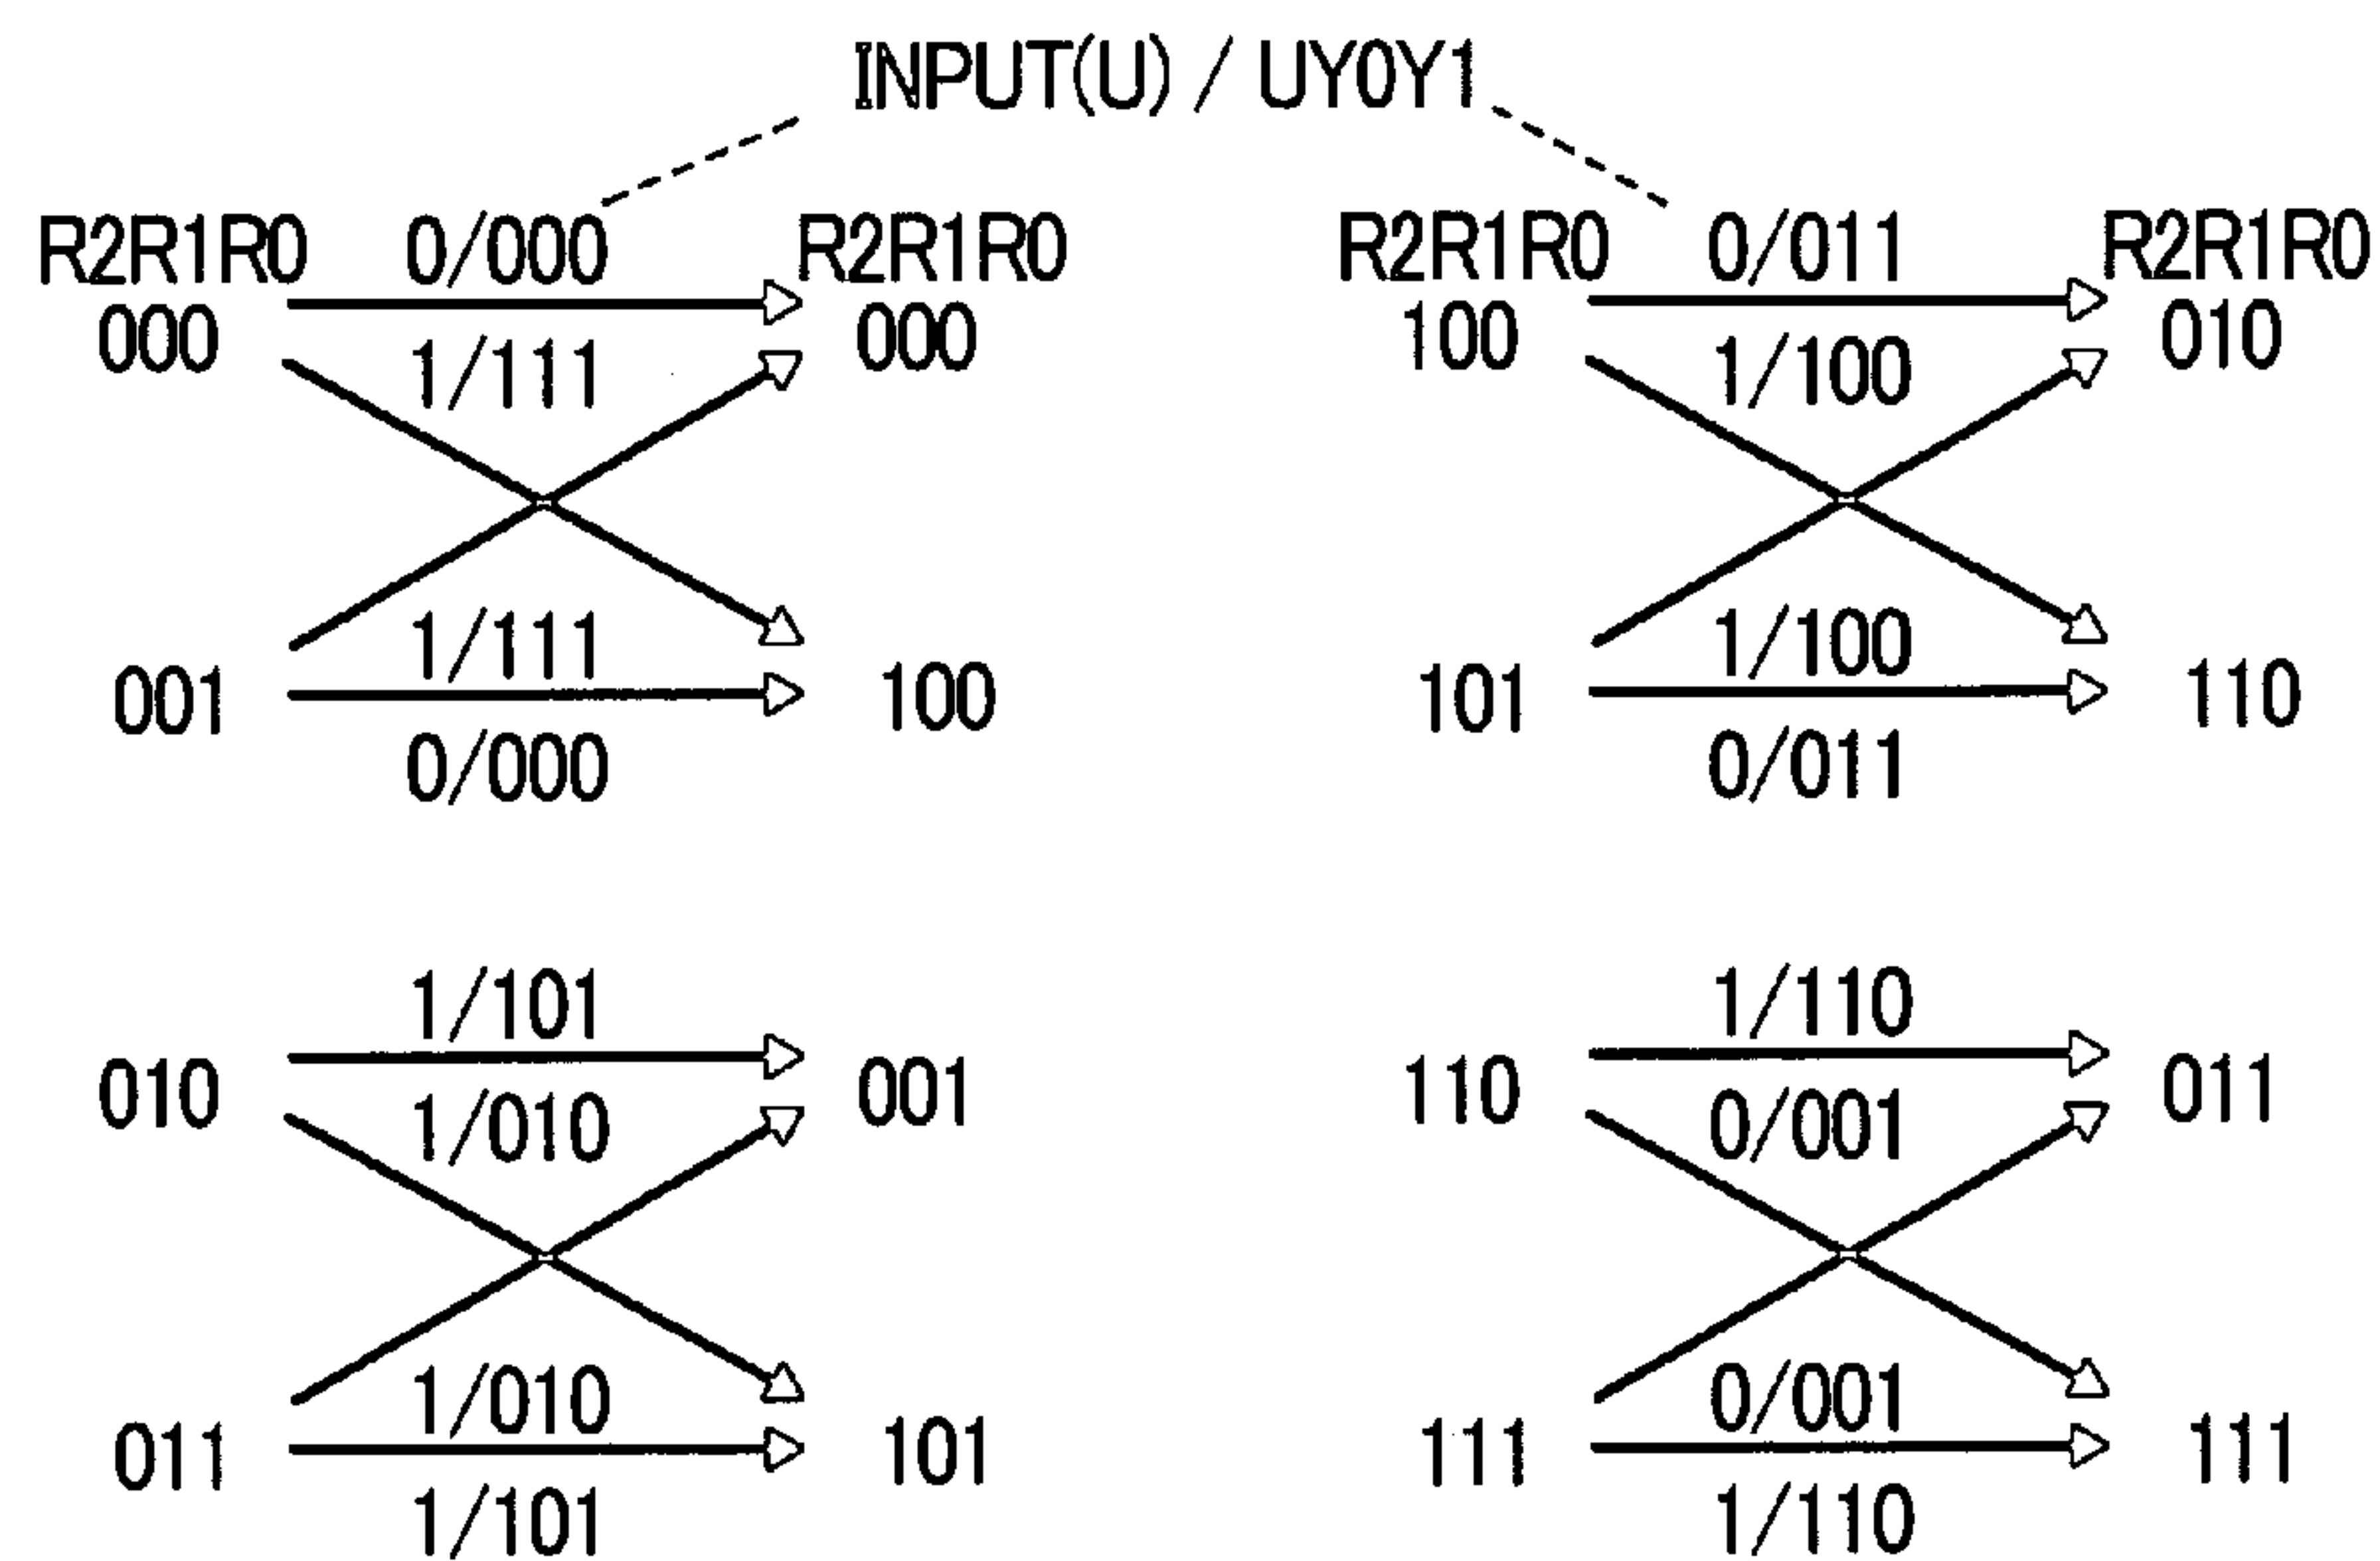 INPUT(U) / UY0Y1
R2R1R0 0/000 R2R1R0
000 1/111 000
001 1/111 100
0/000
010 1/101 001
1/010
011 1/010 101
1/101
R2R1R0 0/011 R2R1R0
100 1/100 010
101 1/100 110
0/011
110 1/110 011
0/001
111 0/001 111
1/110